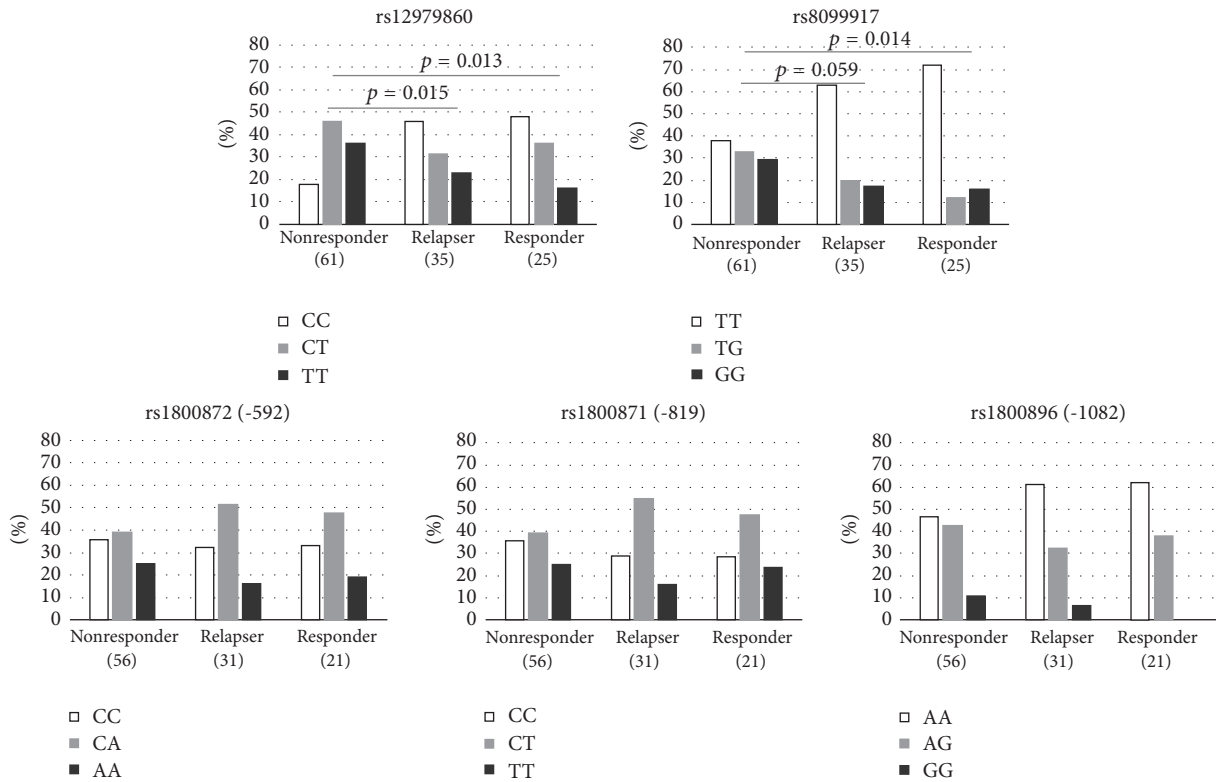 rs12979860
80
70
60
50
40
30
20
10
0
(%)
p = 0.013
p = 0.015
Nonresponder Relapser Responder
(61) (35) (25)
CC
CT
TT
rs8099917
80
70
60
50
40
30
20
10
0
(%)
p = 0.014
p = 0.059
Nonresponder Relapser Responder
(61) (35) (25)
TT
TG
GG
rs1800872 (-592)
80
70
60
50
40
30
20
10
0
(%)
Nonresponder Relapser Responder
(56) (31) (21)
CC
CA
AA
rs1800871 (-819)
80
70
60
50
40
30
20
10
0
(%)
Nonresponder Relapser Responder
(56) (31) (21)
CC
CT
TT
rs1800896 (-1082)
80
70
60
50
40
30
20
10
0
(%)
Nonresponder Relapser Responder
(56) (31) (21)
AA
AG
GG